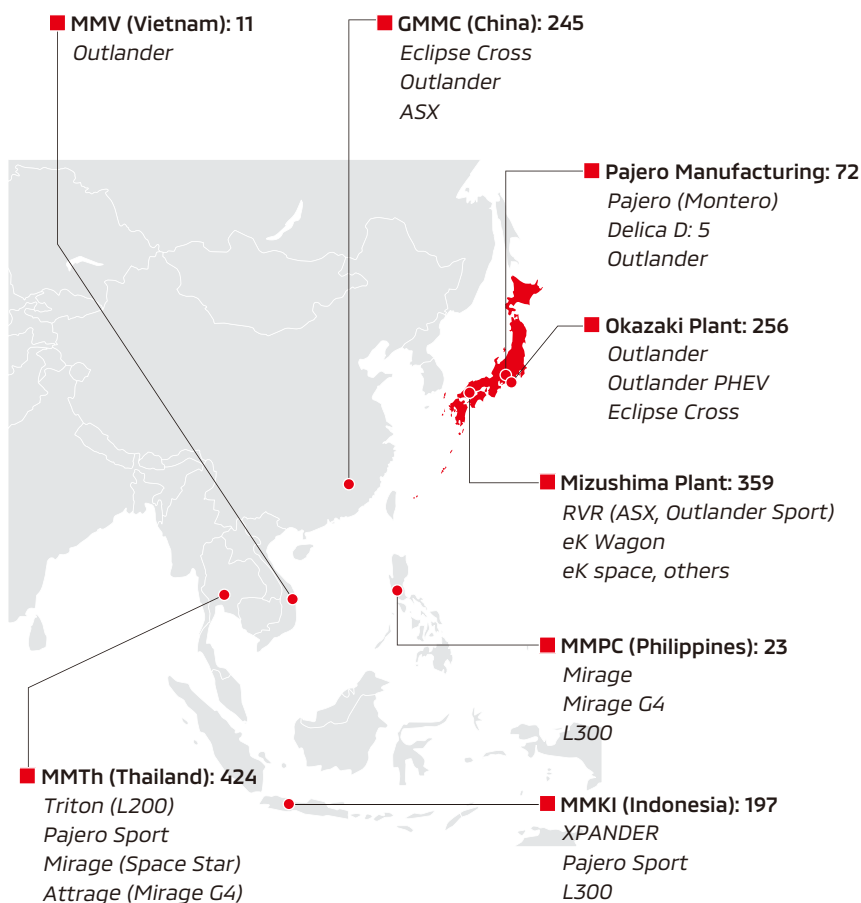 MMV (Vietnam): 11
Outlander
GMMC (China): 245
Eclipse Cross
Outlander
ASX
Pajero Manufacturing: 72
Pajero (Montero)
Delica D: 5
Outlander
Okazaki Plant: 256
Outlander
Outlander PHEV
Eclipse Cross
Mizushima Plant: 359
RVR (ASX, Outlander Sport)
eK Wagon
eK space, others
MMPC (Philippines): 23
Mirage
Mirage G4
L300
MMTh (Thailand): 424
Triton (L200)
Pajero Sport
Mirage (Space Star)
Attrage (Mirage G4)
MMKI (Indonesia): 197
XPANDER
Pajero Sport
L300